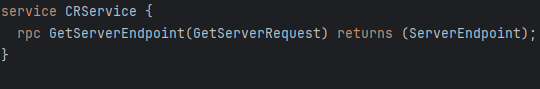 service CRService {
  rpc GetServerEndpoint(GetServerRequest) returns (ServerEndpoint);
}